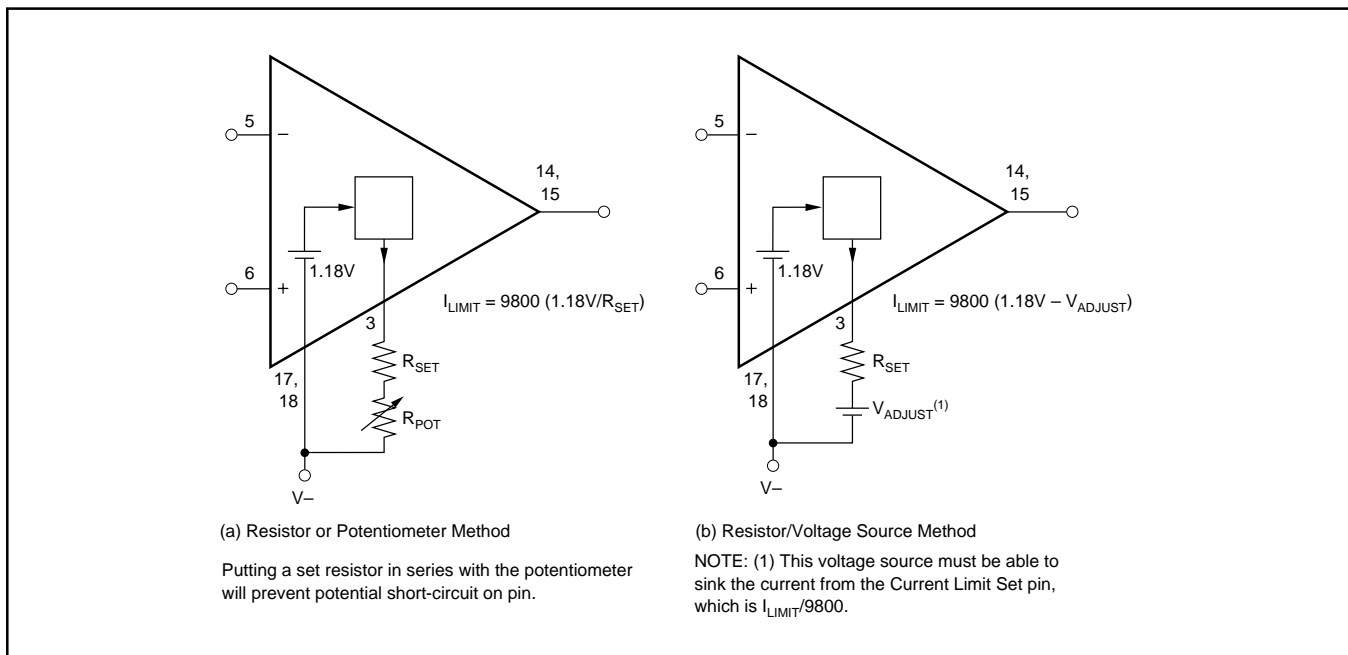 5
−
14,
15
1.18V
6
+
I_LIMIT = 9800 (1.18V/R_SET)
3
R_SET
17,
18
R_POT
V–
(a) Resistor or Potentiometer Method
Putting a set resistor in series with the potentiometer
will prevent potential short-circuit on pin.
5
−
14,
15
1.18V
6
+
I_LIMIT = 9800 (1.18V – V_ADJUST)
3
R_SET
17,
18
V_ADJUST(1)
V–
(b) Resistor/Voltage Source Method
NOTE: (1) This voltage source must be able to
sink the current from the Current Limit Set pin,
which is I_LIMIT/9800.